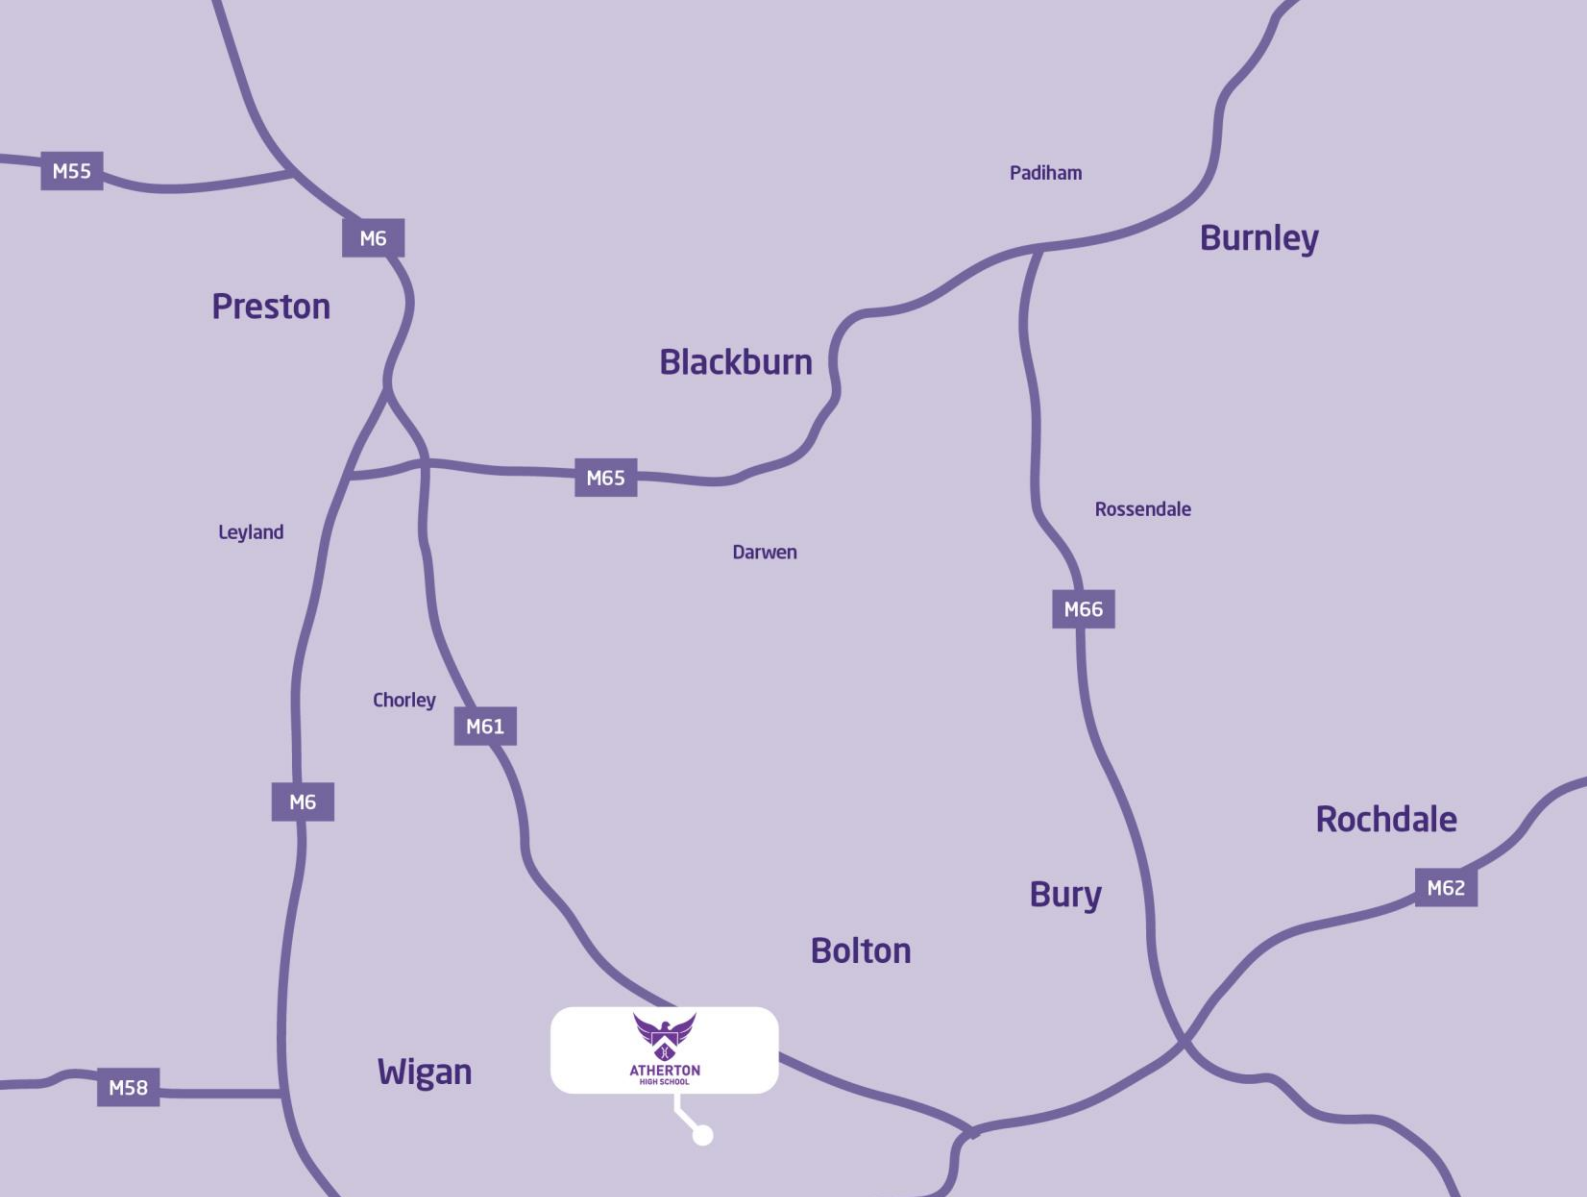 M55
Padiham
M6
Burnley
Preston
Blackburn
M65
Rossendale
Leyland
Darwen
M66
Chorley
M61
M6
Rochdale
M62
Bury
Bolton
Wigan
ATHERTON
HIGH SCHOOL
M58